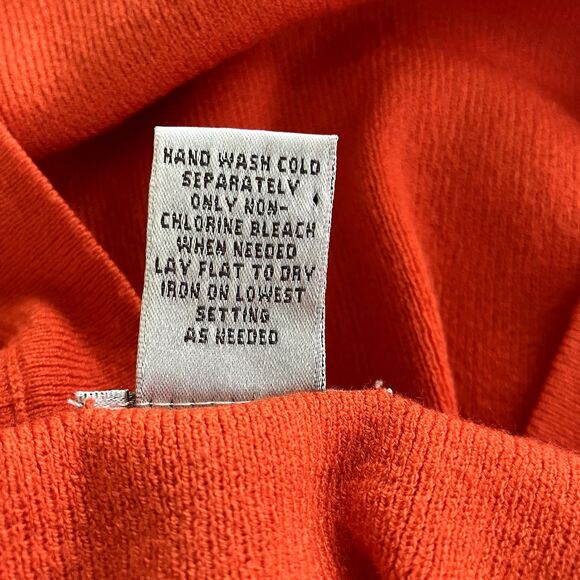 HAND WASH COLD
SEPARATELY
ONLY NON-
CHLORINE BLEACH
WHEN NEEDED
LAY FLAT TO DRY
IRON ON LOWEST
SETTING
AS NEEDED